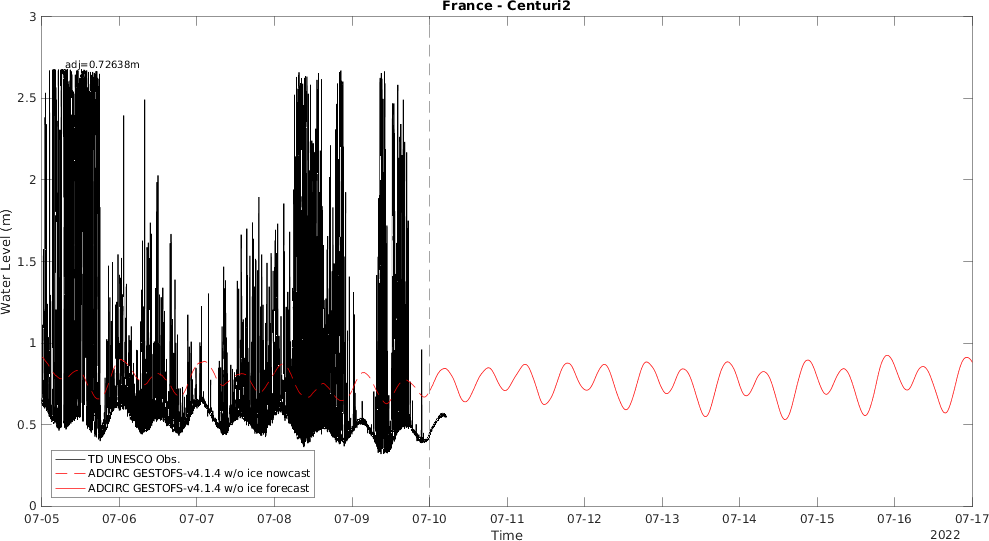 France - Centuri2
adj=0.72638m
Water Level (m)
3
2.5
2
1.5
1
0.5
0
TD UNESCO Obs.
ADCIRC GESTOFS-v4.1.4 w/o ice nowcast
ADCIRC GESTOFS-v4.1.4 w/o ice forecast
07-05 07-06 07-07 07-08 07-09 07-10 07-11 07-12 07-13 07-14 07-15 07-16 07-17
Time
2022